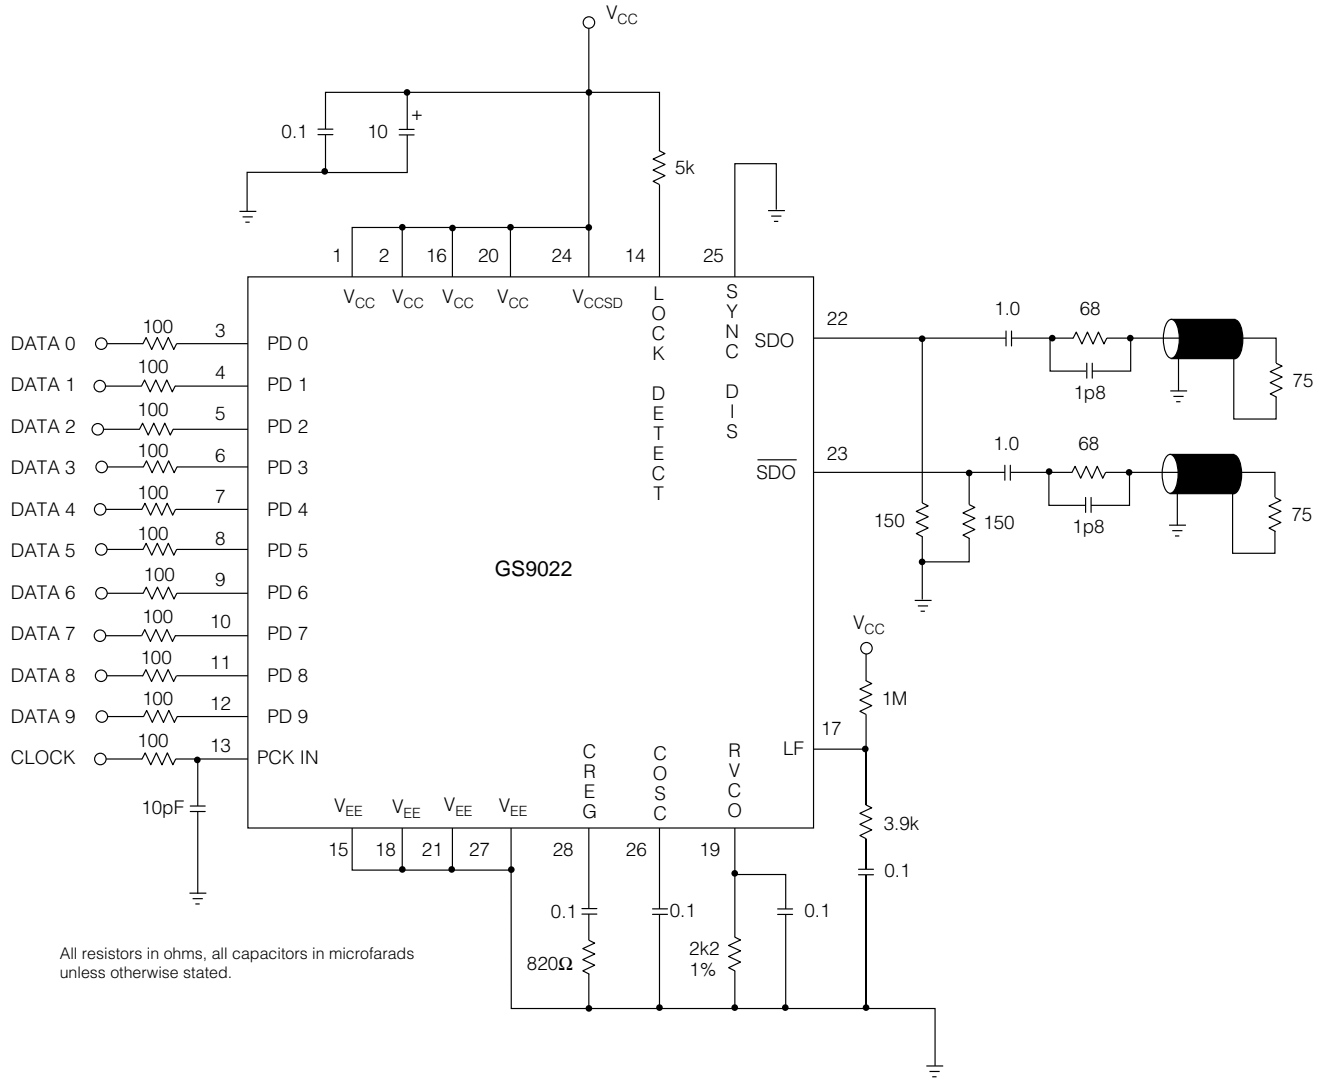 VCC
0.1
10
+
5k
1
2
16
20
24
14
25
VCC
VCC
VCC
VCC
VCCSD
LOCK DETECT
SYNC DIS
DATA 0
100
3
PD 0
DATA 1
100
4
PD 1
DATA 2
100
5
PD 2
DATA 3
100
6
PD 3
DATA 4
100
7
PD 4
DATA 5
100
8
PD 5
DATA 6
100
9
PD 6
DATA 7
100
10
PD 7
DATA 8
100
11
PD 8
DATA 9
100
12
PD 9
CLOCK
100
13
PCK IN
10pF
GS9022
SDO
22
1.0
68
1p8
75
SDO
23
1.0
68
1p8
75
150
150
VCC
1M
LF
17
3.9k
0.1
VEE
VEE
VEE
VEE
CREG
COSC
RVCO
15
18
21
27
28
26
19
0.1
0.1
0.1
820Ω
2k2
1%
All resistors in ohms, all capacitors in microfarads
unless otherwise stated.